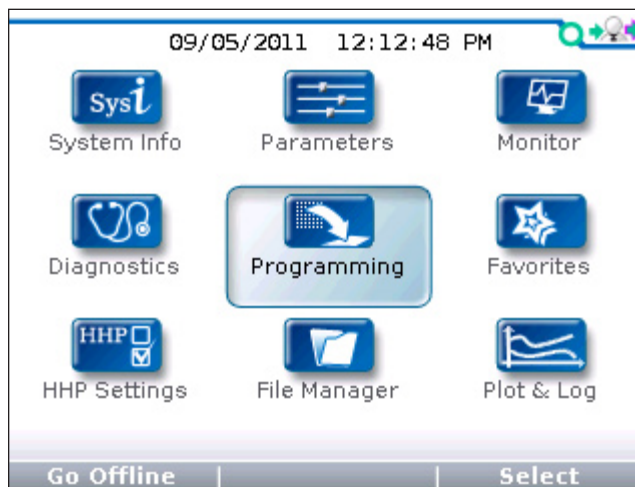 09/05/2011 12:12:48 PM
Sysi
System Info
Parameters
Monitor
Diagnostics
Programming
Favorites
HHP
HHP Settings
File Manager
Plot & Log
Go Offline | | Select